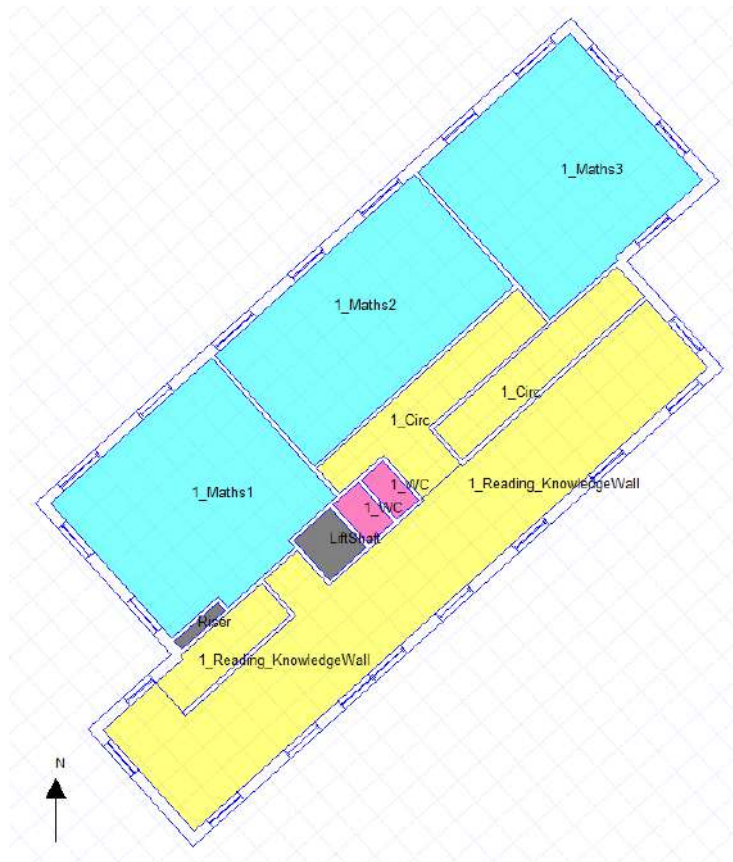 1_Maths3
1_Maths2
1_Circ
1_Circ
1_Maths1
1_WC
1_Reading_KnowledgeWall
1_WC
LiftShaft
Riser
1_Reading_KnowledgeWall
N